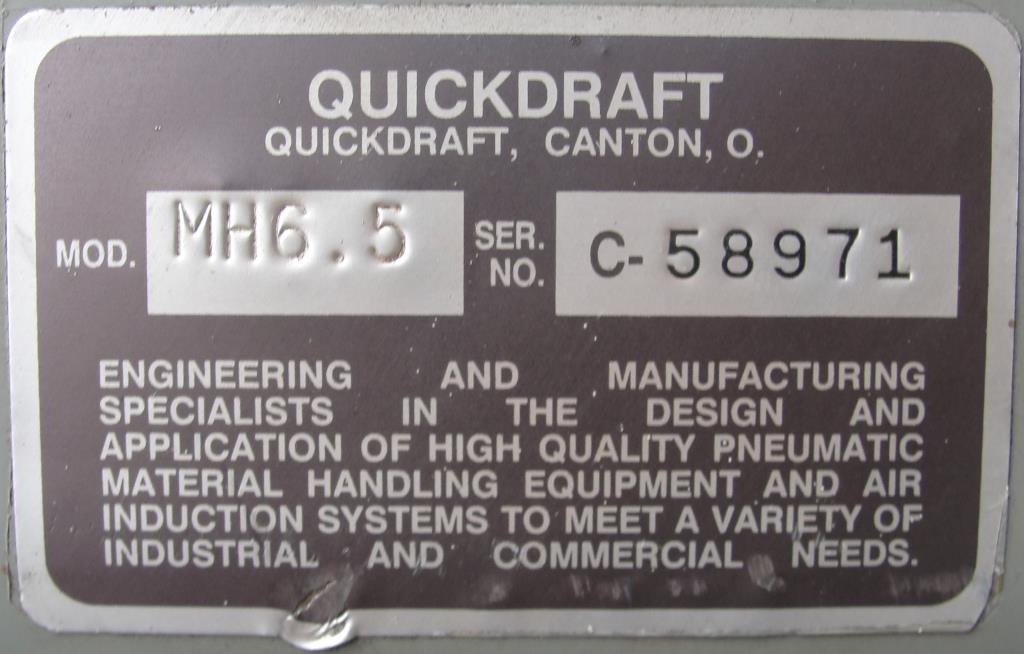 QUICKDRAFT
QUICKDRAFT, CANTON, O.
MOD. MH6.5 SER. NO. C-58971
ENGINEERING AND MANUFACTURING
SPECIALISTS IN THE DESIGN AND
APPLICATION OF HIGH QUALITY PNEUMATIC
MATERIAL HANDLING EQUIPMENT AND AIR
INDUCTION SYSTEMS TO MEET A VARIETY OF
INDUSTRIAL AND COMMERCIAL NEEDS.